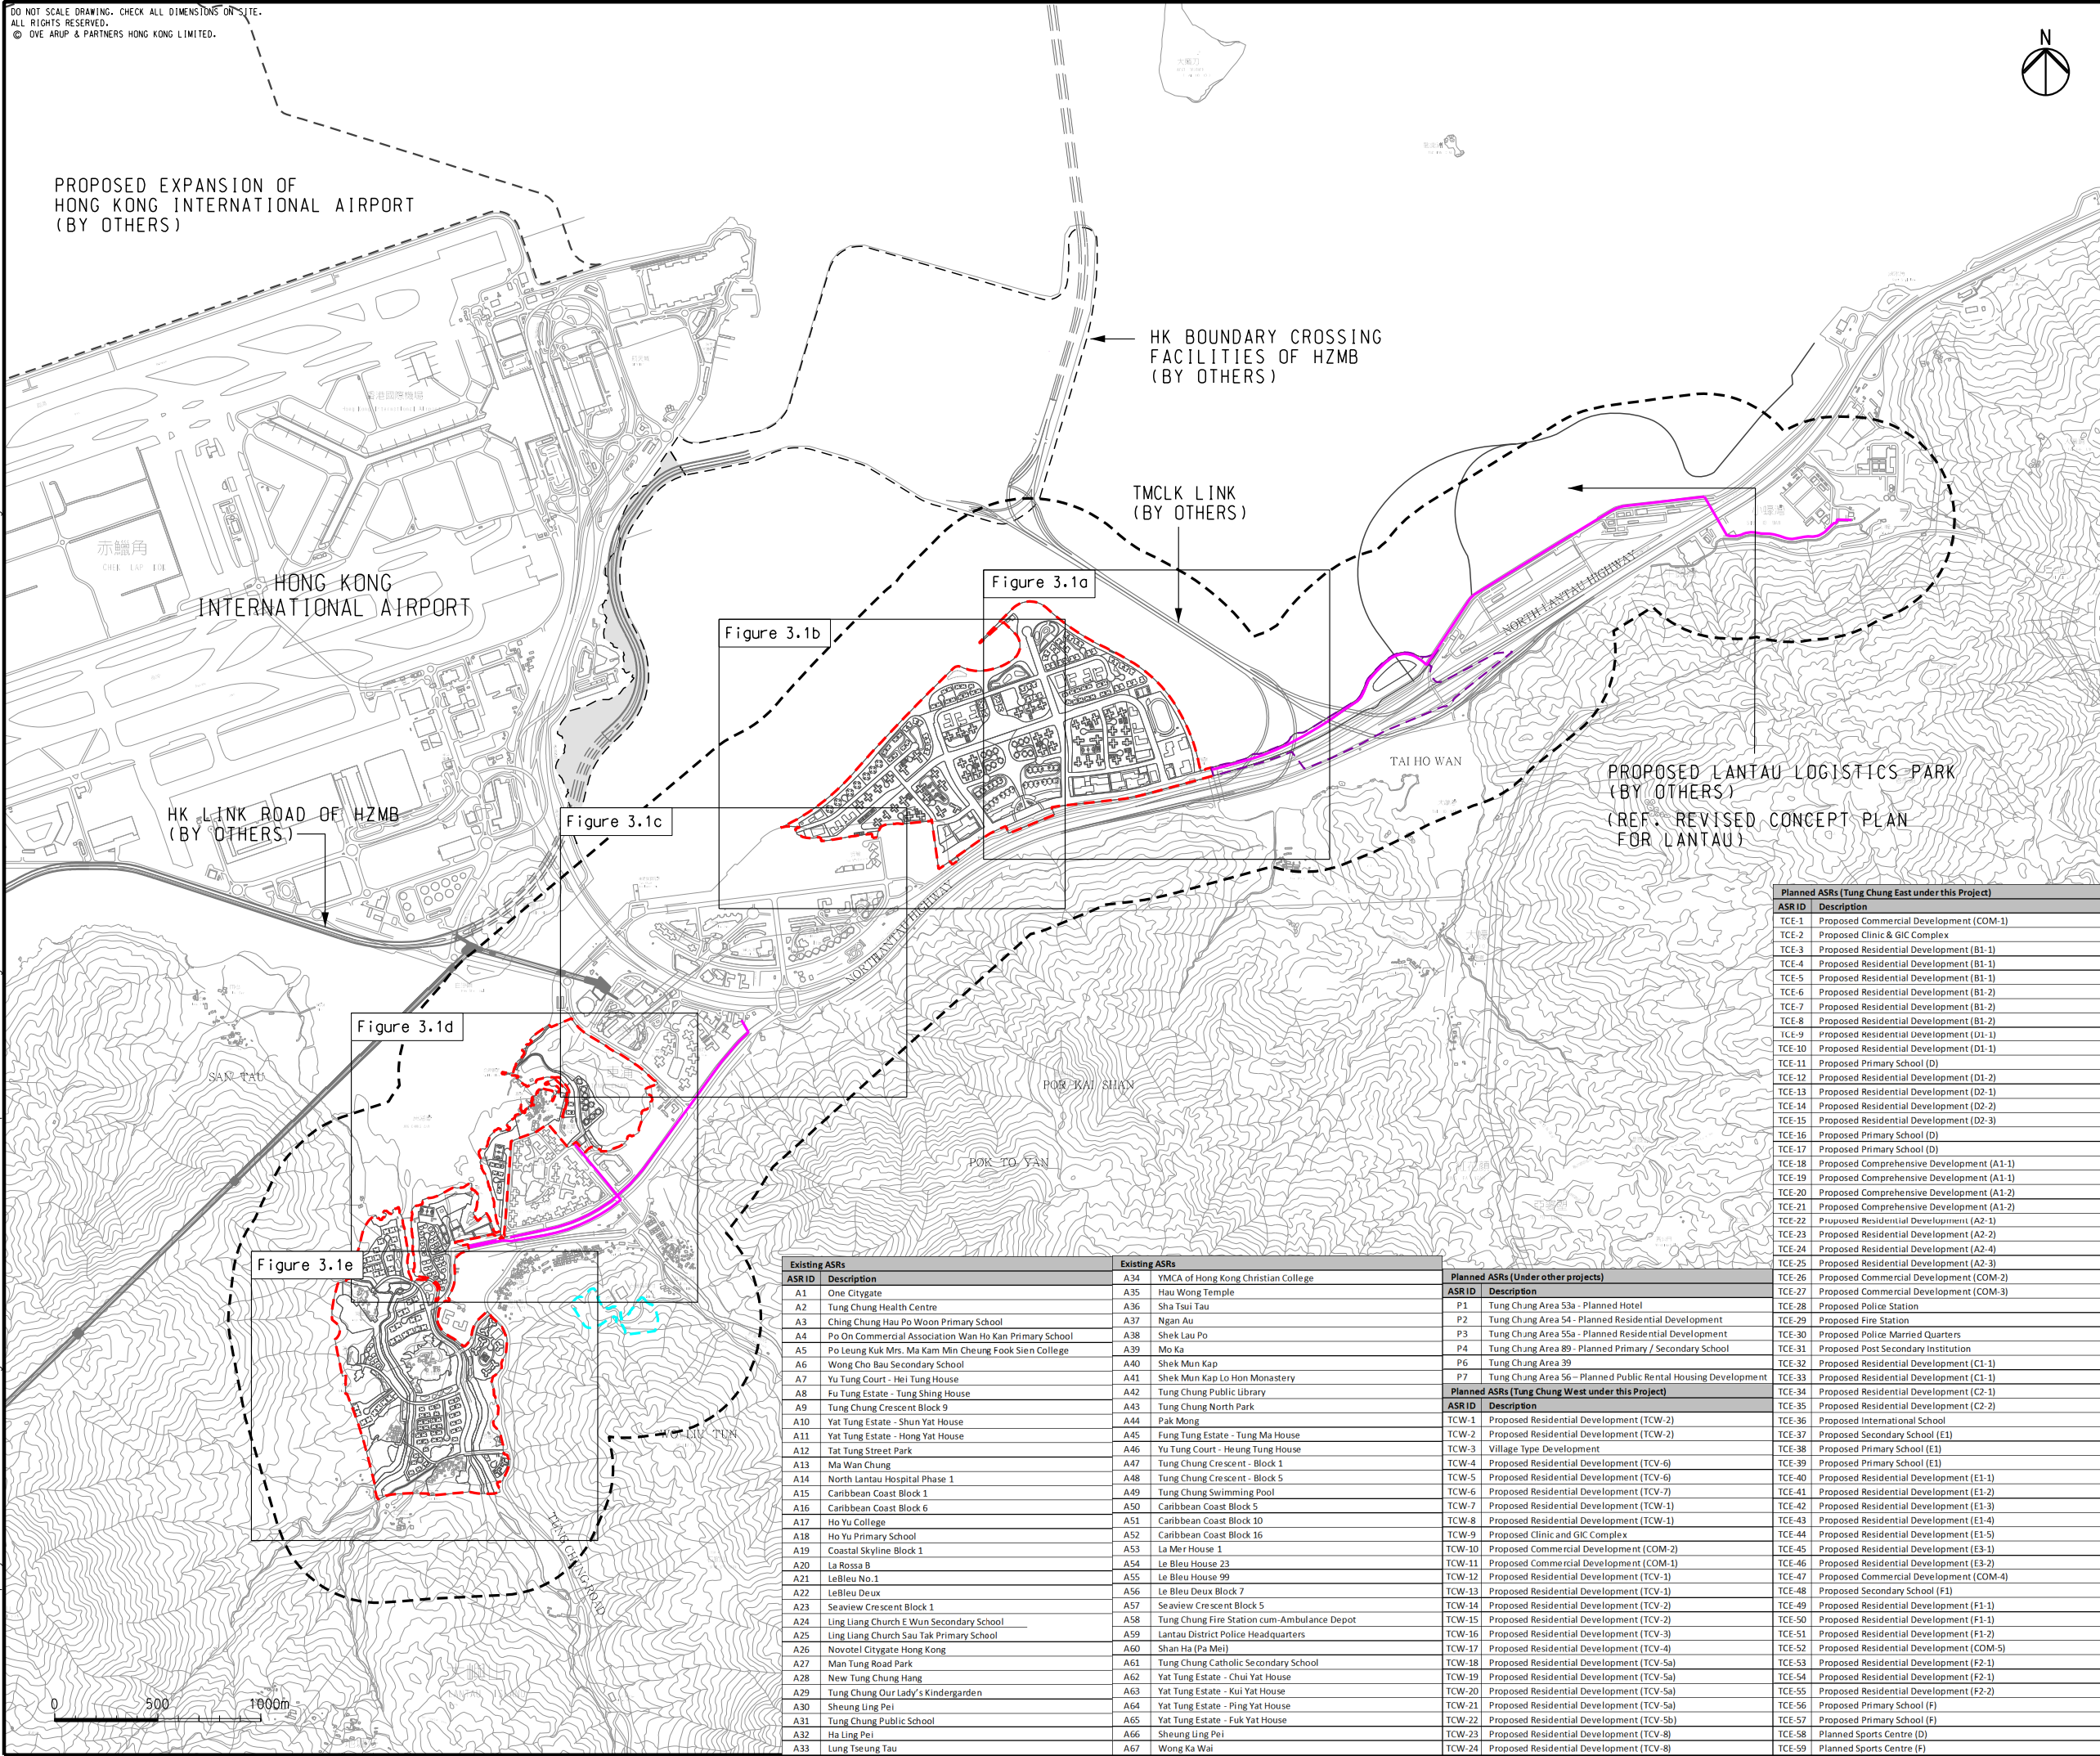 DO NOT SCALE DRAWING. CHECK ALL DIMENSIONS ON SITE.
ALL RIGHTS RESERVED.
© OVE ARUP & PARTNERS HONG KONG LIMITED.
N
PROPOSED EXPANSION OF
HONG KONG INTERNATIONAL AIRPORT
(BY OTHERS)
HK BOUNDARY CROSSING
FACILITIES OF HZMB
(BY OTHERS)
香港國際機場
TMCLK LINK
(BY OTHERS)
赤鱲角
CHEK LAP KOK
HONG KONG
INTERNATIONAL AIRPORT
Figure 3.1a
Figure 3.1b
NORTH LANTAU HIGHWAY
TAI HO WAN
PROPOSED LANTAU LOGISTICS PARK
(BY OTHERS)
(REF. REVISED CONCEPT PLAN
FOR LANTAU)
HK LINK ROAD OF HZMB
(BY OTHERS)
Figure 3.1c
NORTH LANTAU HIGHWAY
Figure 3.1d
SAN TAU
POR KAI SHAN
POK TO YAN
Figure 3.1e
WO LIU TUN
TUNG CHUNG ROAD
0 500 1000m
Existing ASRs
ASR ID Description
A1 One Citygate
A2 Tung Chung Health Centre
A3 Ching Chung Hau Po Woon Primary School
A4 Po On Commercial Association Wan Ho Kan Primary School
A5 Po Leung Kuk Mrs. Ma Kam Min Cheung Fook Sien College
A6 Wong Cho Bau Secondary School
A7 Yu Tung Court - Hei Tung House
A8 Fu Tung Estate - Tung Shing House
A9 Tung Chung Crescent Block 9
A10 Yat Tung Estate - Shun Yat House
A11 Yat Tung Estate - Hong Yat House
A12 Tat Tung Street Park
A13 Ma Wan Chung
A14 North Lantau Hospital Phase 1
A15 Caribbean Coast Block 1
A16 Caribbean Coast Block 6
A17 Ho Yu College
A18 Ho Yu Primary School
A19 Coastal Skyline Block 1
A20 La Rossa B
A21 LeBleu No.1
A22 LeBleu Deux
A23 Seaview Crescent Block 1
A24 Ling Liang Church E Wun Secondary School
A25 Ling Liang Church Sau Tak Primary School
A26 Novotel Citygate Hong Kong
A27 Man Tung Road Park
A28 New Tung Chung Hang
A29 Tung Chung Our Lady's Kindergarden
A30 Sheung Ling Pei
A31 Tung Chung Public School
A32 Ha Ling Pei
A33 Lung Tseung Tau
Existing ASRs
A34 YMCA of Hong Kong Christian College
A35 Hau Wong Temple
A36 Sha Tsui Tau
A37 Ngan Au
A38 Shek Lau Po
A39 Mo Ka
A40 Shek Mun Kap
A41 Shek Mun Kap Lo Hon Monastery
A42 Tung Chung Public Library
A43 Tung Chung North Park
A44 Pak Mong
A45 Fung Tung Estate - Tung Ma House
A46 Yu Tung Court - Heung Tung House
A47 Tung Chung Crescent - Block 1
A48 Tung Chung Crescent - Block 5
A49 Tung Chung Swimming Pool
A50 Caribbean Coast Block 5
A51 Caribbean Coast Block 10
A52 Caribbean Coast Block 16
A53 La Mer House 1
A54 Le Bleu House 23
A55 Le Bleu House 99
A56 Le Bleu Deux Block 7
A57 Seaview Crescent Block 5
A58 Tung Chung Fire Station cum-Ambulance Depot
A59 Lantau District Police Headquarters
A60 Shan Ha (Pa Mei)
A61 Tung Chung Catholic Secondary School
A62 Yat Tung Estate - Chui Yat House
A63 Yat Tung Estate - Kui Yat House
A64 Yat Tung Estate - Ping Yat House
A65 Yat Tung Estate - Fuk Yat House
A66 Sheung Ling Pei
A67 Wong Ka Wai
Planned ASRs (Under other projects)
ASR ID Description
P1 Tung Chung Area 53a - Planned Hotel
P2 Tung Chung Area 54 - Planned Residential Development
P3 Tung Chung Area 55a - Planned Residential Development
P4 Tung Chung Area 89 - Planned Primary / Secondary School
P6 Tung Chung Area 39
P7 Tung Chung Area 56 – Planned Public Rental Housing Development
Planned ASRs (Tung Chung West under this Project)
ASR ID Description
TCW-1 Proposed Residential Development (TCW-2)
TCW-2 Proposed Residential Development (TCW-2)
TCW-3 Village Type Development
TCW-4 Proposed Residential Development (TCV-6)
TCW-5 Proposed Residential Development (TCV-6)
TCW-6 Proposed Residential Development (TCV-7)
TCW-7 Proposed Residential Development (TCW-1)
TCW-8 Proposed Residential Development (TCW-1)
TCW-9 Proposed Clinic and GIC Complex
TCW-10 Proposed Commercial Development (COM-2)
TCW-11 Proposed Commercial Development (COM-1)
TCW-12 Proposed Residential Development (TCV-1)
TCW-13 Proposed Residential Development (TCV-1)
TCW-14 Proposed Residential Development (TCV-2)
TCW-15 Proposed Residential Development (TCV-2)
TCW-16 Proposed Residential Development (TCV-3)
TCW-17 Proposed Residential Development (TCV-4)
TCW-18 Proposed Residential Development (TCV-5a)
TCW-19 Proposed Residential Development (TCV-5a)
TCW-20 Proposed Residential Development (TCV-5a)
TCW-21 Proposed Residential Development (TCV-5a)
TCW-22 Proposed Residential Development (TCV-5b)
TCW-23 Proposed Residential Development (TCV-8)
TCW-24 Proposed Residential Development (TCV-8)
Planned ASRs (Tung Chung East under this Project)
ASR ID Description
TCE-1 Proposed Commercial Development (COM-1)
TCE-2 Proposed Clinic & GIC Complex
TCE-3 Proposed Residential Development (B1-1)
TCE-4 Proposed Residential Development (B1-1)
TCE-5 Proposed Residential Development (B1-1)
TCE-6 Proposed Residential Development (B1-2)
TCE-7 Proposed Residential Development (B1-2)
TCE-8 Proposed Residential Development (B1-2)
TCE-9 Proposed Residential Development (D1-1)
TCE-10 Proposed Residential Development (D1-1)
TCE-11 Proposed Primary School (D)
TCE-12 Proposed Residential Development (D1-2)
TCE-13 Proposed Residential Development (D2-1)
TCE-14 Proposed Residential Development (D2-2)
TCE-15 Proposed Residential Development (D2-3)
TCE-16 Proposed Primary School (D)
TCE-17 Proposed Primary School (D)
TCE-18 Proposed Comprehensive Development (A1-1)
TCE-19 Proposed Comprehensive Development (A1-1)
TCE-20 Proposed Comprehensive Development (A1-2)
TCE-21 Proposed Comprehensive Development (A1-2)
TCE-22 Proposed Residential Development (A2-1)
TCE-23 Proposed Residential Development (A2-2)
TCE-24 Proposed Residential Development (A2-4)
TCE-25 Proposed Residential Development (A2-3)
TCE-26 Proposed Commercial Development (COM-2)
TCE-27 Proposed Commercial Development (COM-3)
TCE-28 Proposed Police Station
TCE-29 Proposed Fire Station
TCE-30 Proposed Police Married Quarters
TCE-31 Proposed Post Secondary Institution
TCE-32 Proposed Residential Development (C1-1)
TCE-33 Proposed Residential Development (C1-1)
TCE-34 Proposed Residential Development (C2-1)
TCE-35 Proposed Residential Development (C2-2)
TCE-36 Proposed International School
TCE-37 Proposed Secondary School (E1)
TCE-38 Proposed Primary School (E1)
TCE-39 Proposed Primary School (E1)
TCE-40 Proposed Residential Development (E1-1)
TCE-41 Proposed Residential Development (E1-2)
TCE-42 Proposed Residential Development (E1-3)
TCE-43 Proposed Residential Development (E1-4)
TCE-44 Proposed Residential Development (E1-5)
TCE-45 Proposed Residential Development (E3-1)
TCE-46 Proposed Residential Development (E3-2)
TCE-47 Proposed Commercial Development (COM-4)
TCE-48 Proposed Secondary School (F1)
TCE-49 Proposed Residential Development (F1-1)
TCE-50 Proposed Residential Development (F1-1)
TCE-51 Proposed Residential Development (F1-2)
TCE-52 Proposed Residential Development (COM-5)
TCE-53 Proposed Residential Development (F2-1)
TCE-54 Proposed Residential Development (F2-1)
TCE-55 Proposed Residential Development (F2-2)
TCE-56 Proposed Primary School (F)
TCE-57 Proposed Primary School (F)
TCE-58 Planned Sports Centre (D)
TCE-59 Planned Sports Centre (F)